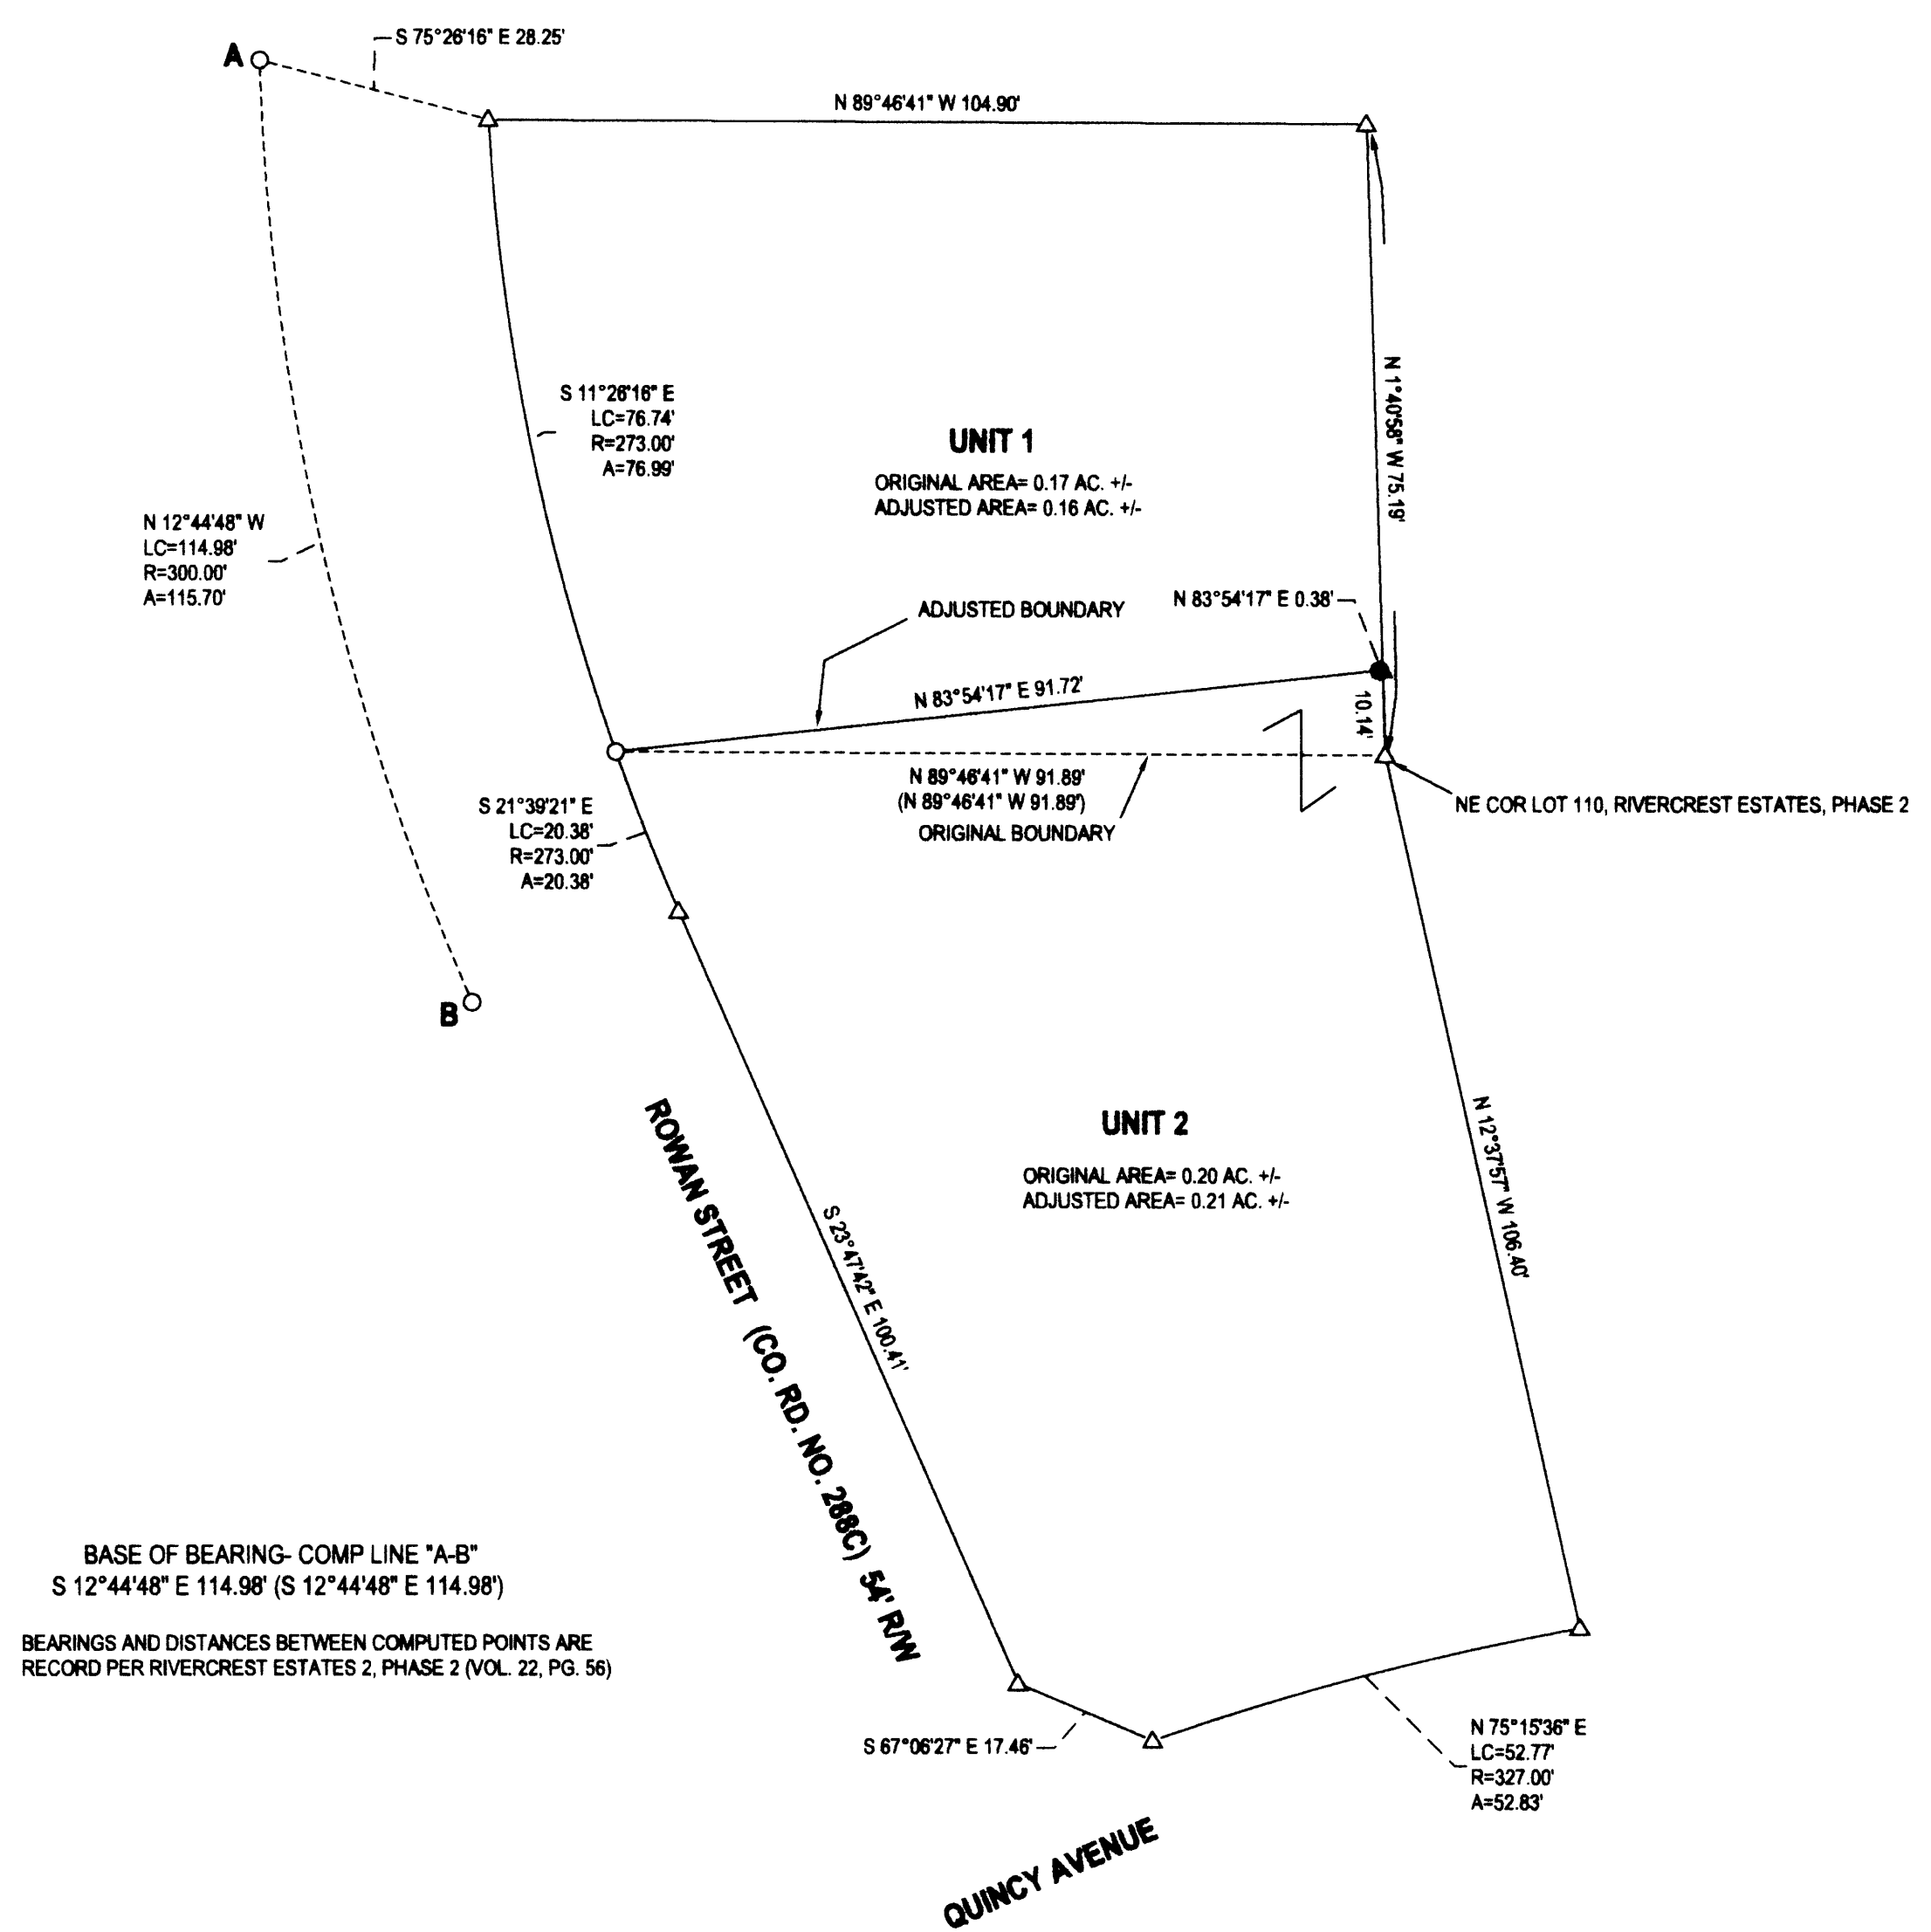 S 75°26'16" E 28.25'
A
N 89°46'41" W 104.90'
S 11°26'16" E
LC=76.74'
R=273.00'
A=76.99'
UNIT 1
ORIGINAL AREA= 0.17 AC. +/-
ADJUSTED AREA= 0.16 AC. +/-
N 1°40'58" W 75.19'
N 12°44'48" W
LC=114.98'
R=300.00'
A=115.70'
ADJUSTED BOUNDARY
N 83°54'17" E 0.38'
N 83°54'17" E 91.72'
10.14'
N 89°46'41" W 91.89'
(N 89°46'41" W 91.89')
ORIGINAL BOUNDARY
NE COR LOT 110, RIVERCREST ESTATES, PHASE 2
S 21°39'21" E
LC=20.38'
R=273.00'
A=20.38'
B
UNIT 2
ORIGINAL AREA= 0.20 AC. +/-
ADJUSTED AREA= 0.21 AC. +/-
N 12°37'57" W 106.40'
S 23°47'42" E 100.41'
ROWAN STREET (CO. RD. NO. 288C) 54' R/W
BASE OF BEARING- COMP LINE "A-B"
S 12°44'48" E 114.98' (S 12°44'48" E 114.98')
BEARINGS AND DISTANCES BETWEEN COMPUTED POINTS ARE
RECORD PER RIVERCREST ESTATES 2, PHASE 2 (VOL. 22, PG. 56)
S 67°06'27" E 17.46'
N 75°15'36" E
LC=52.77'
R=327.00'
A=52.83'
QUINCY AVENUE